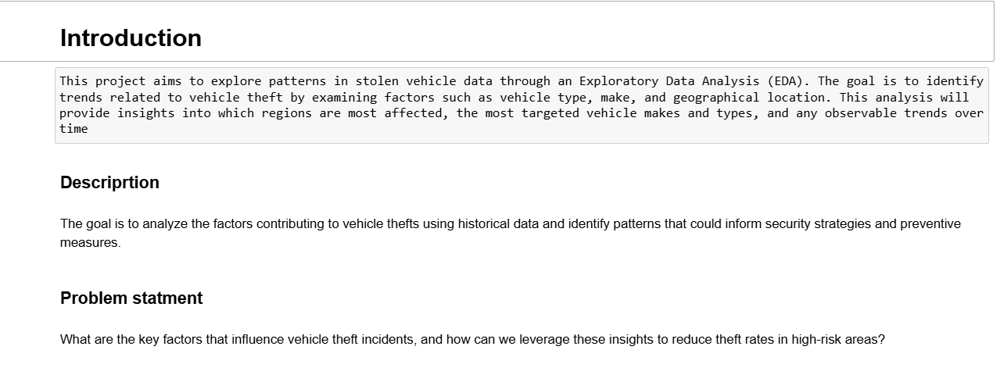 Introduction
This project aims to explore patterns in stolen vehicle data through an Exploratory Data Analysis (EDA). The goal is to identify
trends related to vehicle theft by examining factors such as vehicle type, make, and geographical location. This analysis will
provide insights into which regions are most affected, the most targeted vehicle makes and types, and any observable trends over
time
Descriprtion
The goal is to analyze the factors contributing to vehicle thefts using historical data and identify patterns that could inform security strategies and preventive
measures.
Problem statment
What are the key factors that influence vehicle theft incidents, and how can we leverage these insights to reduce theft rates in high-risk areas?